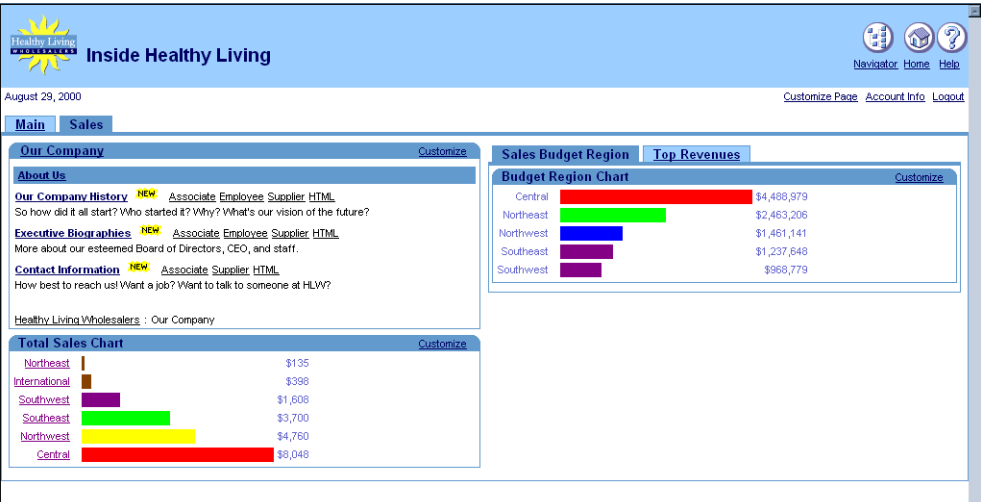 Healthy Living
WHOLESALERS
Inside Healthy Living
Navigator Home Help
August 29, 2000
Customize Page Account Info Logout
Main Sales
Our Company Customize
About Us
Our Company History NEW Associate Employee Supplier HTML
So how did it all start? Who started it? Why? What's our vision of the future?
Executive Biographies NEW Associate Employee Supplier HTML
More about our esteemed Board of Directors, CEO, and staff.
Contact Information NEW Associate Supplier HTML
How best to reach us! Want a job? Want to talk to someone at HLW?
Healthy Living Wholesalers : Our Company
Total Sales Chart Customize
Northeast $135
International $398
Southwest $1,608
Southeast $3,700
Northwest $4,760
Central $8,048
Sales Budget Region Top Revenues
Budget Region Chart Customize
Central $4,488,979
Northeast $2,463,206
Northwest $1,461,141
Southeast $1,237,648
Southwest $968,779